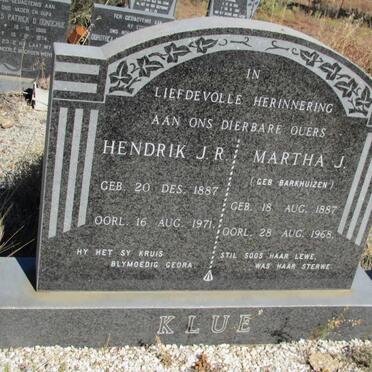 IN
LIEFDEVOLLE HERINNERING
AAN ONS DIERBARE OUERS
HENDRIK J.R.
GEB. 20 DES. 1887
OORL. 16 AUG. 1971.
HY HET SY KRUIS
BLYMOEDIG GEDRA.
MARTHA J.
(GEB BARKHUIZEN)
GEB. 18 AUG. 1887
OORL. 28 AUG. 1968.
STIL SOOS HAAR LEWE,
WAS HAAR STERWE
KLUE